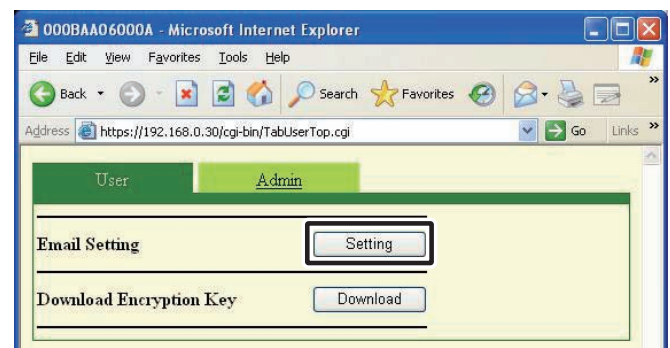 000BAA06000A - Microsoft Internet Explorer
File Edit View Favorites Tools Help
Back Search Favorites »
Address https://192.168.0.30/cgi-bin/TabUserTop.cgi Go Links »
User Admin
Email Setting Setting
Download Encryption Key Download